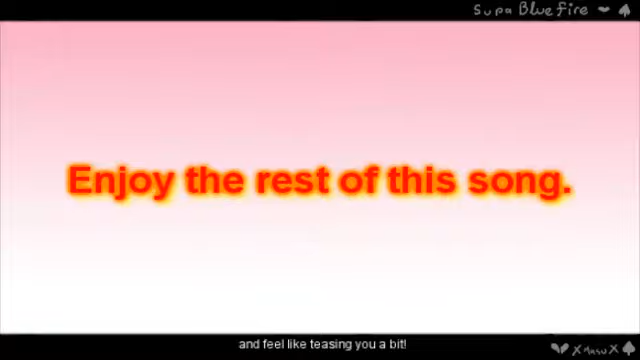 Supa Bluefire
Enjoy the rest of this song.
and feel like teasing you a bit!
XMasuX